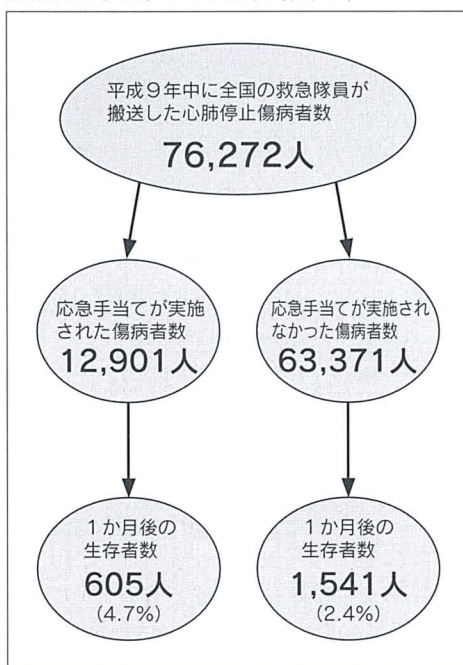 平成9年中に全国の救急隊員が
搬送した心肺停止傷病者数
76,272人
応急手当てが実施
された傷病者数
12,901人
応急手当てが実施され
なかった傷病者数
63,371人
1か月後の
生存者数
605人
(4.7%)
1か月後の
生存者数
1,541人
(2.4%)